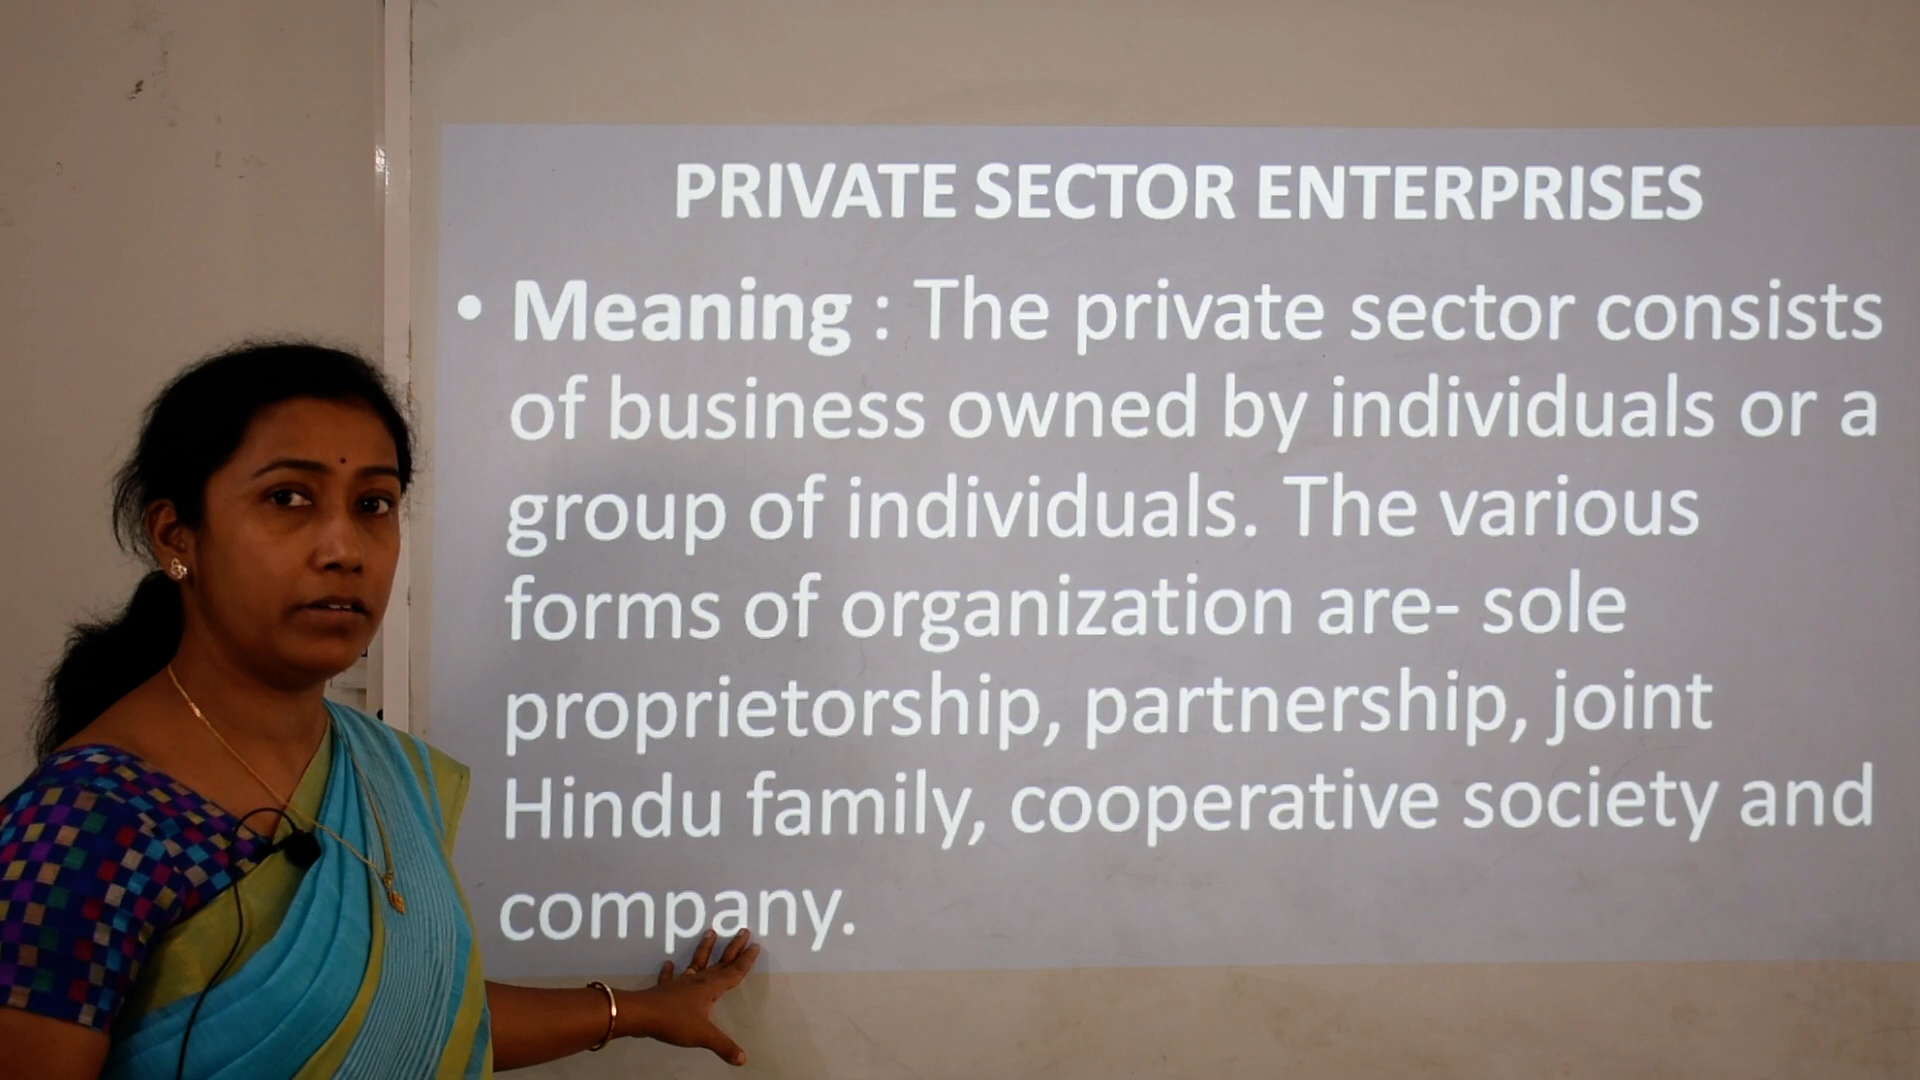 PRIVATE SECTOR ENTERPRISES
• Meaning : The private sector consists
of business owned by individuals or a
group of individuals. The various
forms of organization are- sole
proprietorship, partnership, joint
Hindu family, cooperative society and
company.